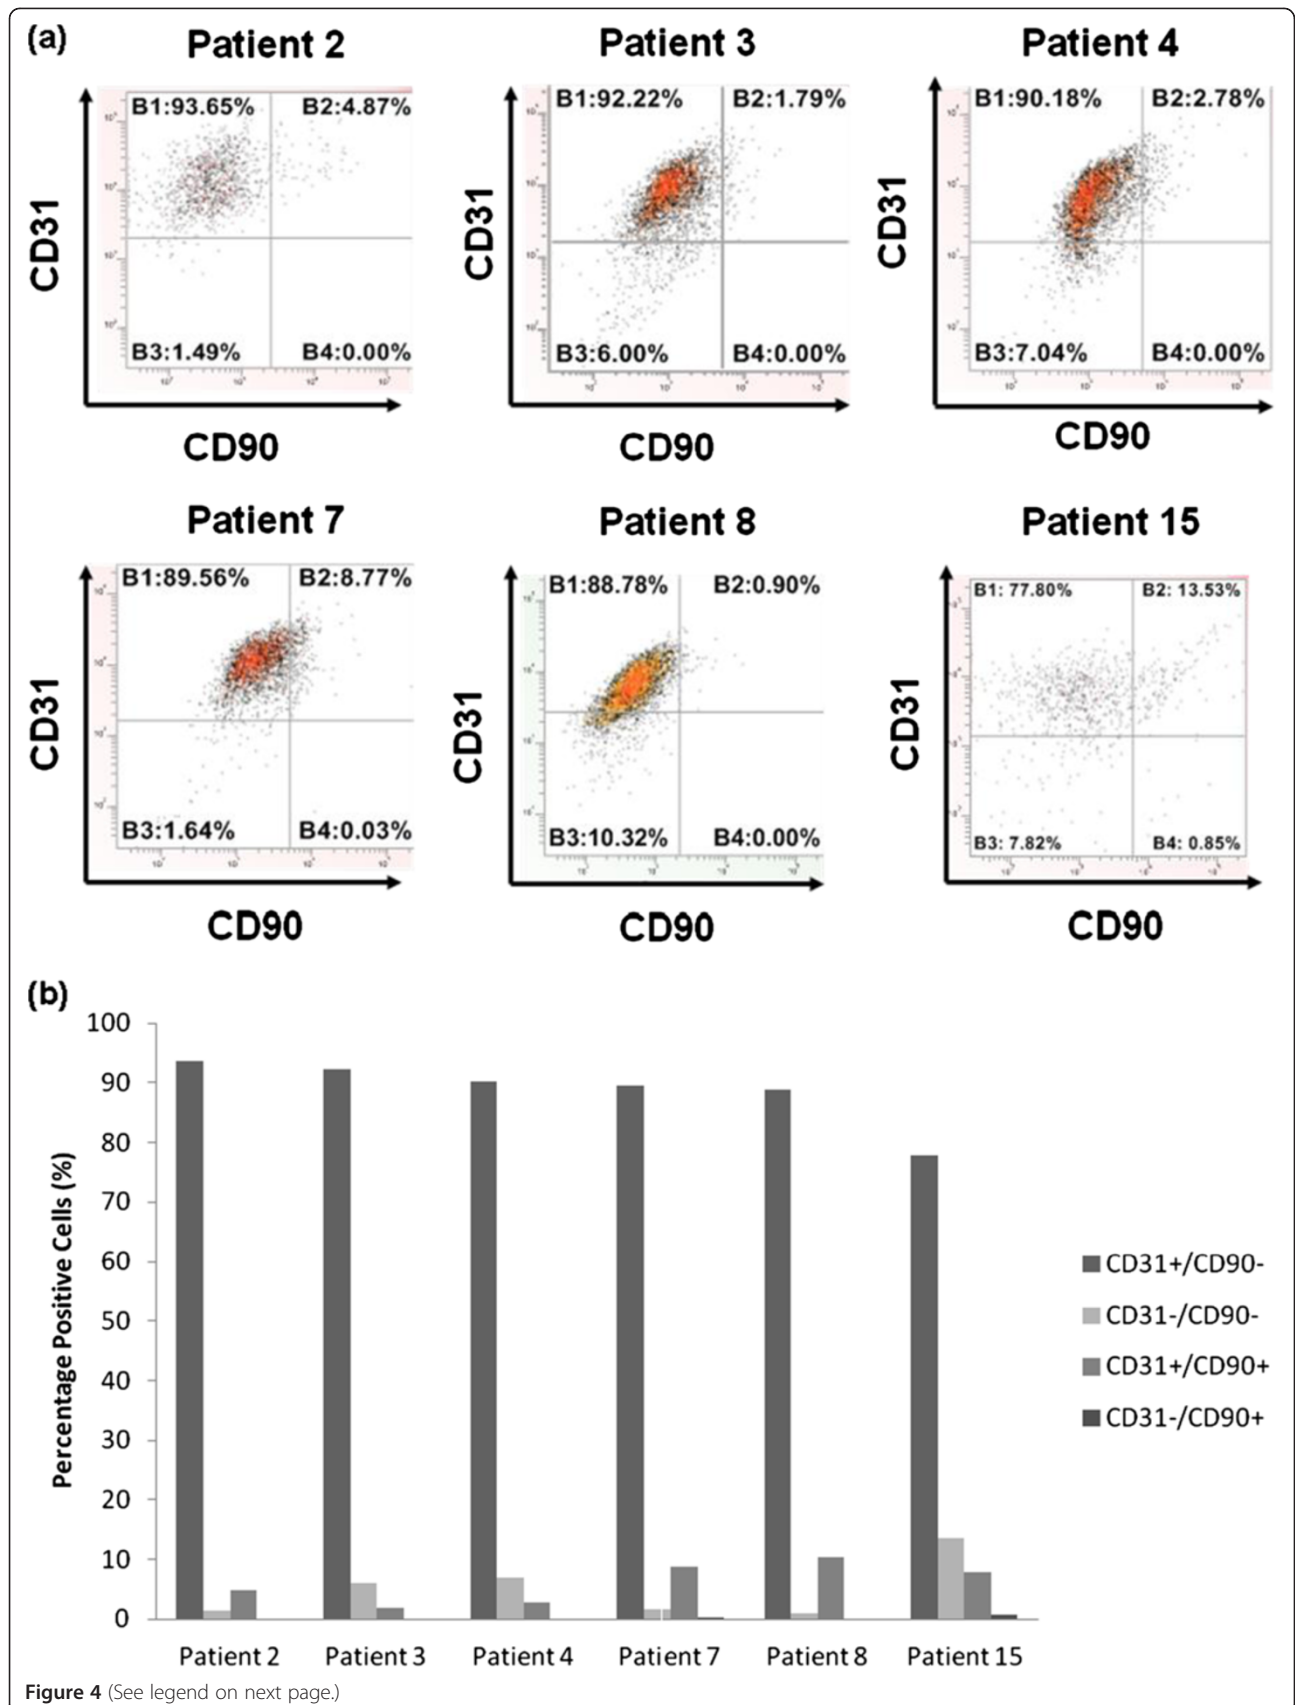 (a)
Patient 2
Patient 3
Patient 4
B1:93.65%
B2:4.87%
B3:1.49%
B4:0.00%
CD31
CD90
B1:92.22%
B2:1.79%
B3:6.00%
B4:0.00%
CD31
CD90
B1:90.18%
B2:2.78%
B3:7.04%
B4:0.00%
CD31
CD90
Patient 7
Patient 8
Patient 15
B1:89.56%
B2:8.77%
B3:1.64%
B4:0.03%
CD31
CD90
B1:88.78%
B2:0.90%
B3:10.32%
B4:0.00%
CD31
CD90
B1: 77.80%
B2: 13.53%
B3: 7.82%
B4: 0.85%
CD31
CD90
(b)
Percentage Positive Cells (%)
100
90
80
70
60
50
40
30
20
10
0
Patient 2
Patient 3
Patient 4
Patient 7
Patient 8
Patient 15
CD31+/CD90-
CD31-/CD90-
CD31+/CD90+
CD31-/CD90+
Figure 4 (See legend on next page.)